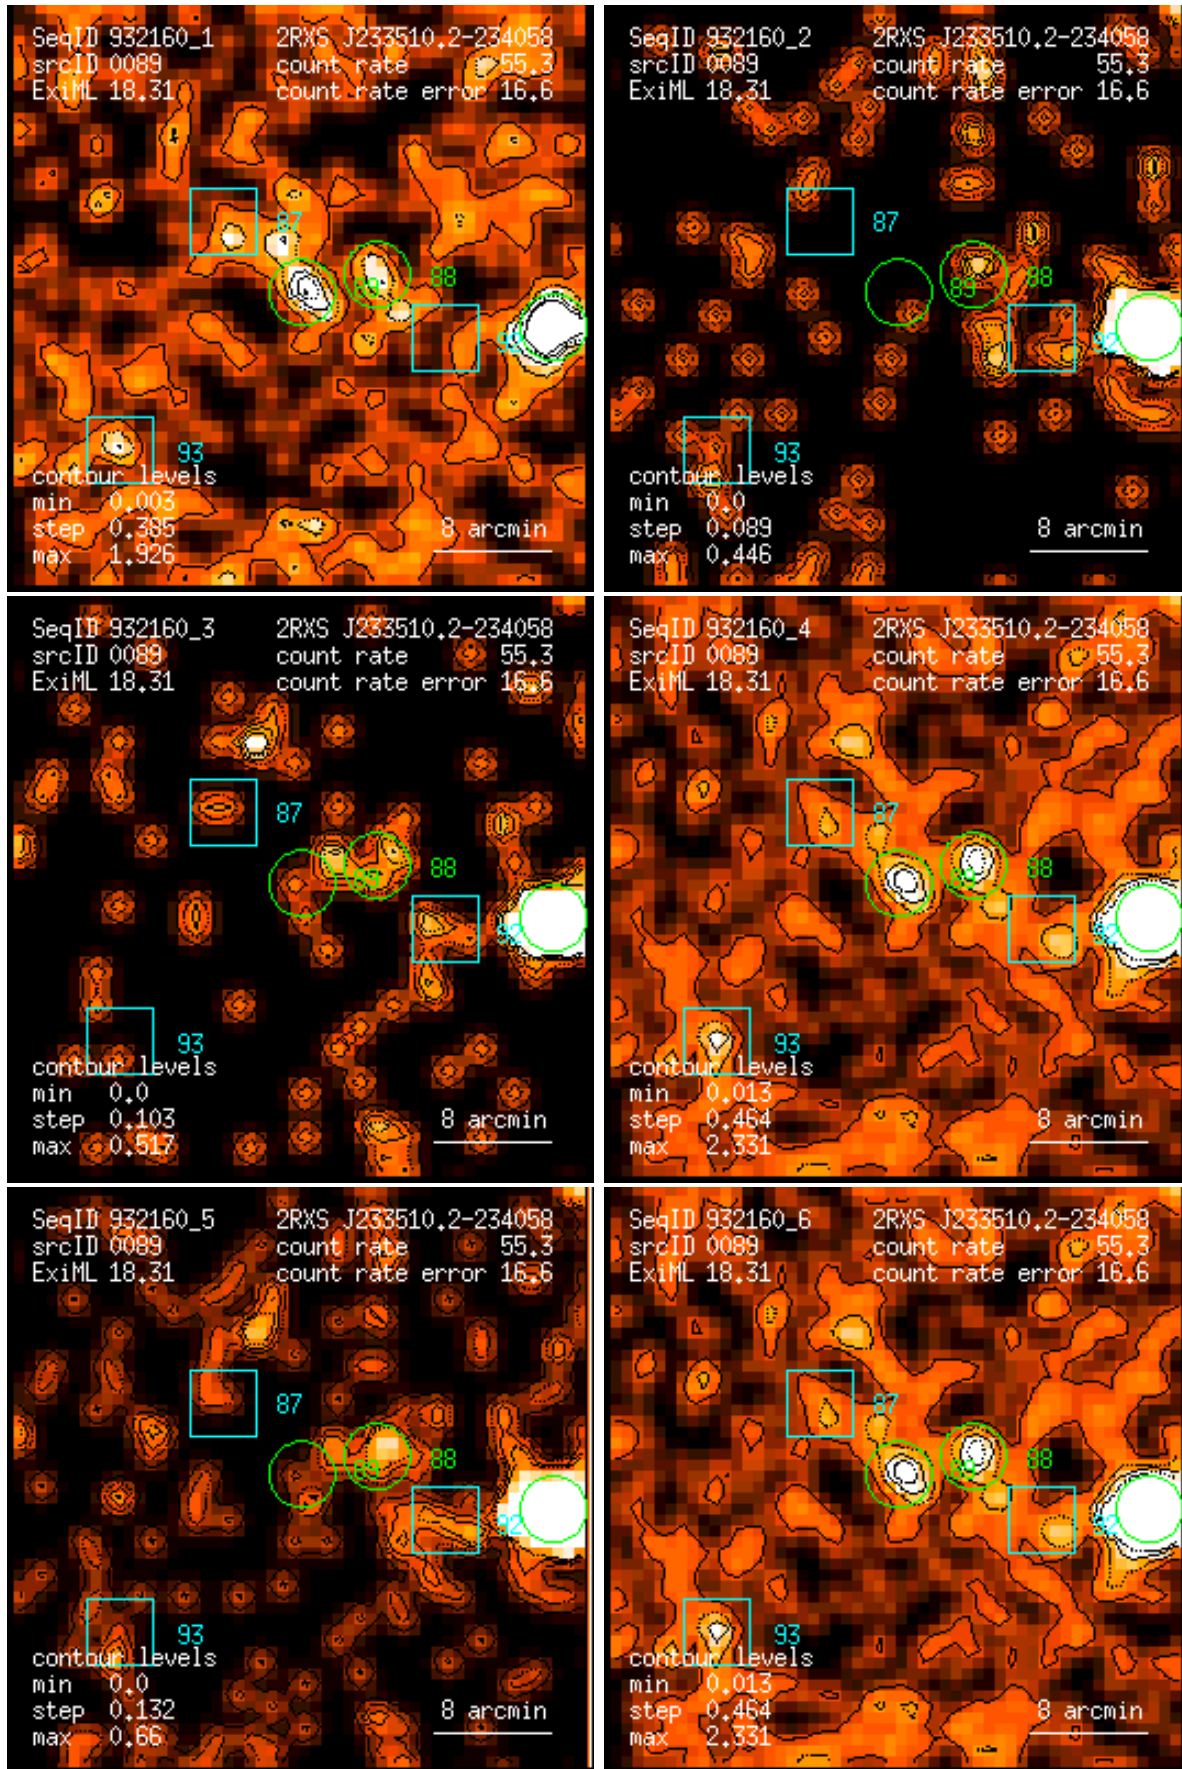 SeqID 932160_1 2RXS J233510.2-234058
srcID 0089 count rate 55.3
ExiML 18.31 count rate error 16.6
87
88
89
92
93
contour levels
min 0.003
step 0.385 8 arcmin
max 1.926
SeqID 932160_2 2RXS J233510.2-234058
srcID 0089 count rate 55.3
ExiML 18.31 count rate error 16.6
87
88
89
92
93
contour levels
min 0.0
step 0.089 8 arcmin
max 0.446
SeqID 932160_3 2RXS J233510.2-234058
srcID 0089 count rate 55.3
ExiML 18.31 count rate error 16.6
87
88
89
92
93
contour levels
min 0.0
step 0.103 8 arcmin
max 0.517
SeqID 932160_4 2RXS J233510.2-234058
srcID 0089 count rate 55.3
ExiML 18.31 count rate error 16.6
87
88
89
92
93
contour levels
min 0.013
step 0.464 8 arcmin
max 2.331
SeqID 932160_5 2RXS J233510.2-234058
srcID 0089 count rate 55.3
ExiML 18.31 count rate error 16.6
87
88
89
92
93
contour levels
min 0.0
step 0.132 8 arcmin
max 0.66
SeqID 932160_6 2RXS J233510.2-234058
srcID 0089 count rate 55.3
ExiML 18.31 count rate error 16.6
87
88
89
92
93
contour levels
min 0.013
step 0.464 8 arcmin
max 2.331